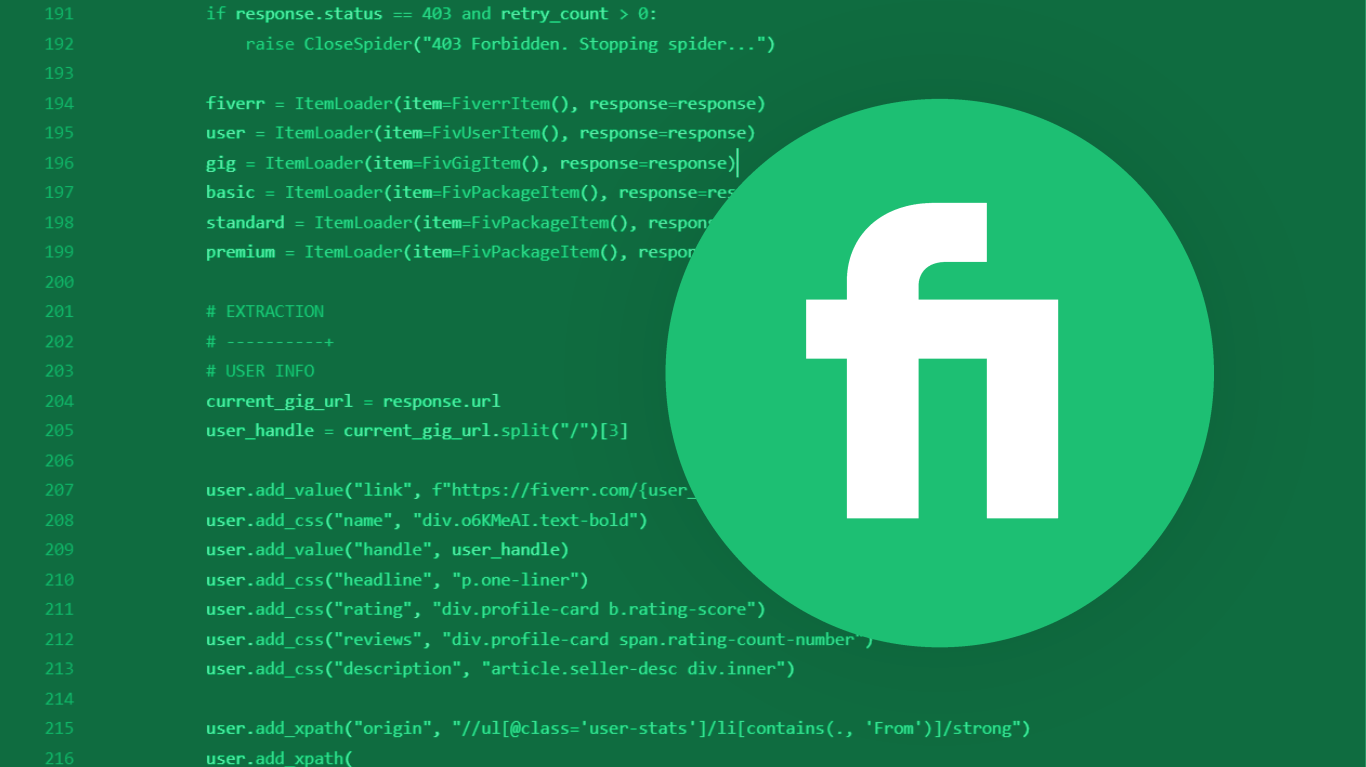 191 if response.status == 403 and retry_count > 0:
192 raise CloseSpider("403 Forbidden. Stopping spider...")
193
194 fiverr = ItemLoader(item=FiverrItem(), response=response)
195 user = ItemLoader(item=FivUserItem(), response=response)
196 gig = ItemLoader(item=FivGigItem(), response=response)
197 basic = ItemLoader(item=FivPackageItem(), response=
198 standard = ItemLoader(item=FivPackageItem(),
199 premium = ItemLoader(item=FivPackageItem(),
200
201 # EXTRACTION
202 # ----------+
203 # USER INFO
204 current_gig_url = response.url
205 user_handle = current_gig_url.split("/")[3]
206
207 user.add_value("link", f"https://fiverr.com/{user_
208 user.add_css("name", "div.o6KMeAI.text-bold")
209 user.add_value("handle", user_handle)
210 user.add_css("headline", "p.one-liner")
211 user.add_css("rating", "div.profile-card b.rating-score")
212 user.add_css("reviews", "div.profile-card span.rating-count-number")
213 user.add_css("description", "article.seller-desc div.inner")
214
215 user.add_xpath("origin", "//ul[@class='user-stats']/li[contains(., 'From')]/strong")
216 user.add_xpath(
fi